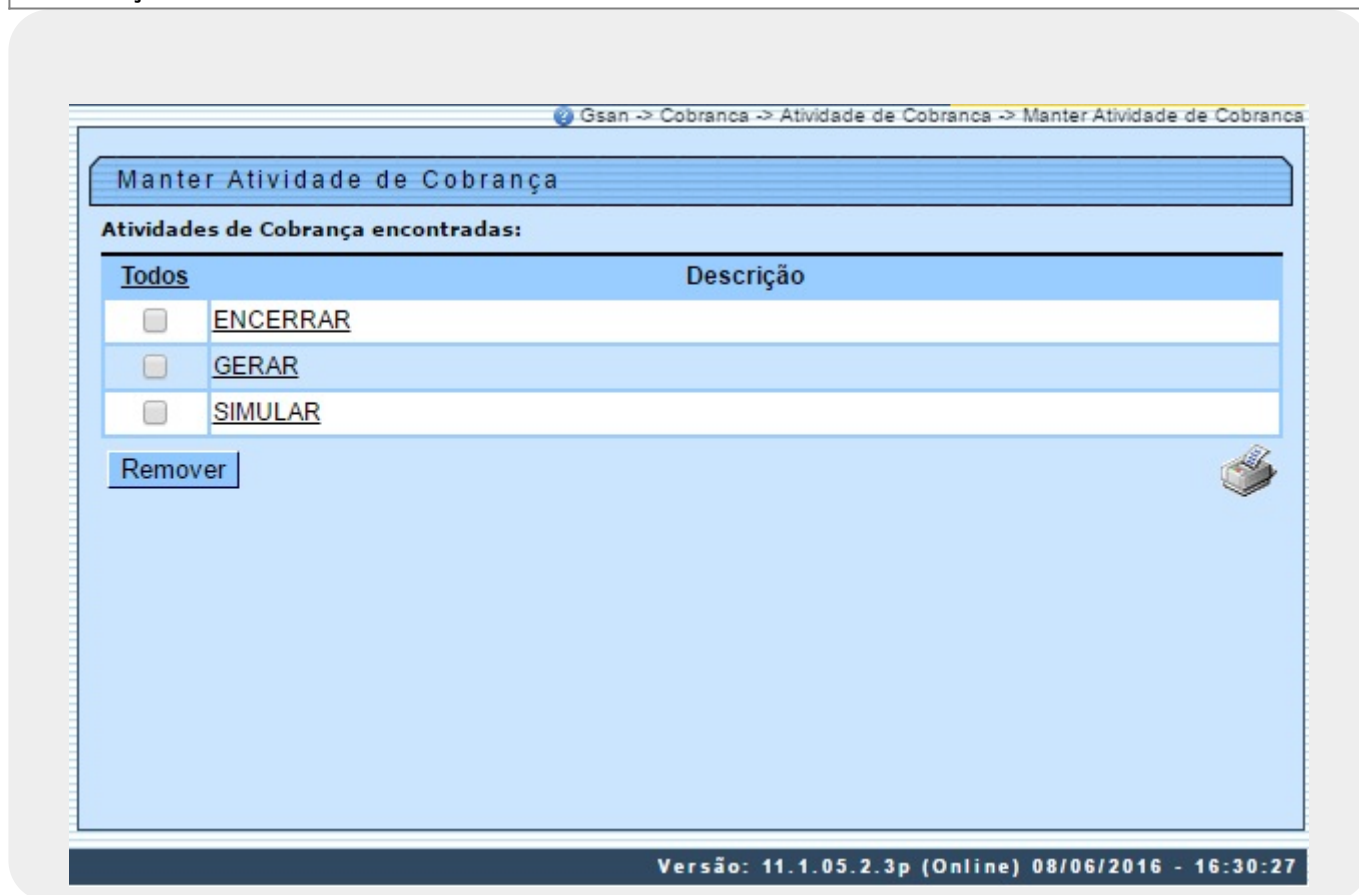 Gsan -> Cobranca -> Atividade de Cobranca -> Manter Atividade de Cobranca
Manter Atividade de Cobrança
Atividades de Cobrança encontradas:
Todos Descrição
ENCERRAR
GERAR
SIMULAR
Remover
Versão: 11.1.05.2.3p (Online) 08/06/2016 - 16:30:27